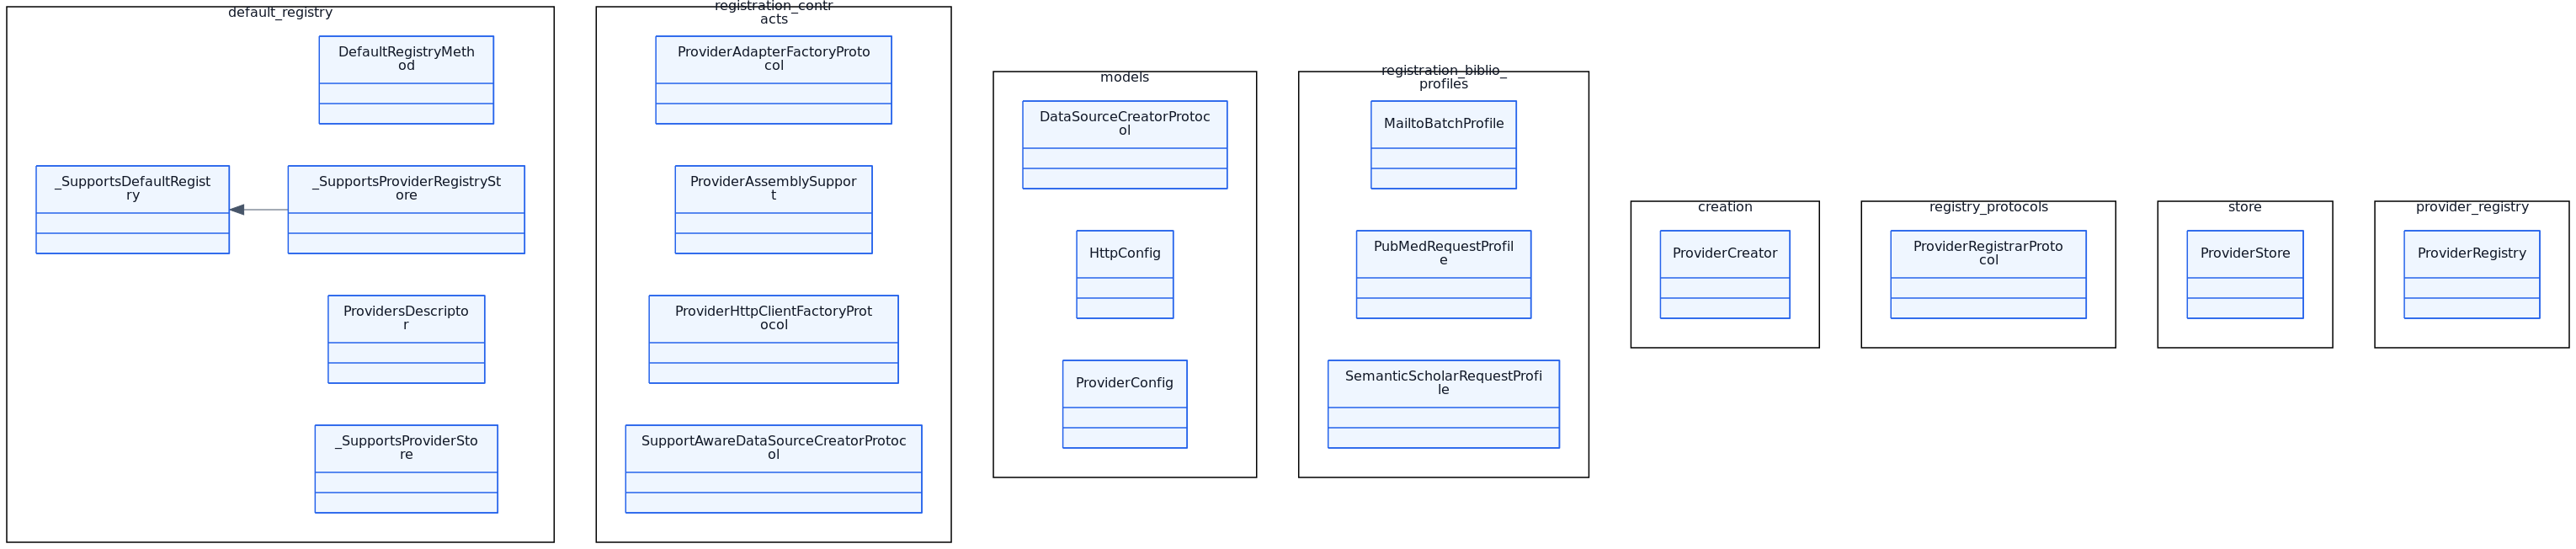 default_registry
DefaultRegistryMeth
od
_SupportsDefaultRegist
ry
_SupportsProviderRegistrySt
ore
ProvidersDescripto
r
_SupportsProviderSto
re
registration_contr
acts
ProviderAdapterFactoryProto
col
ProviderAssemblySuppor
t
ProviderHttpClientFactoryProt
ocol
SupportAwareDataSourceCreatorProtoc
ol
models
DataSourceCreatorProtoc
ol
HttpConfig
ProviderConfig
registration_biblio_
profiles
MailtoBatchProfile
PubMedRequestProfil
e
SemanticScholarRequestProfi
le
creation
ProviderCreator
registry_protocols
ProviderRegistrarProto
col
store
ProviderStore
provider_registry
ProviderRegistry